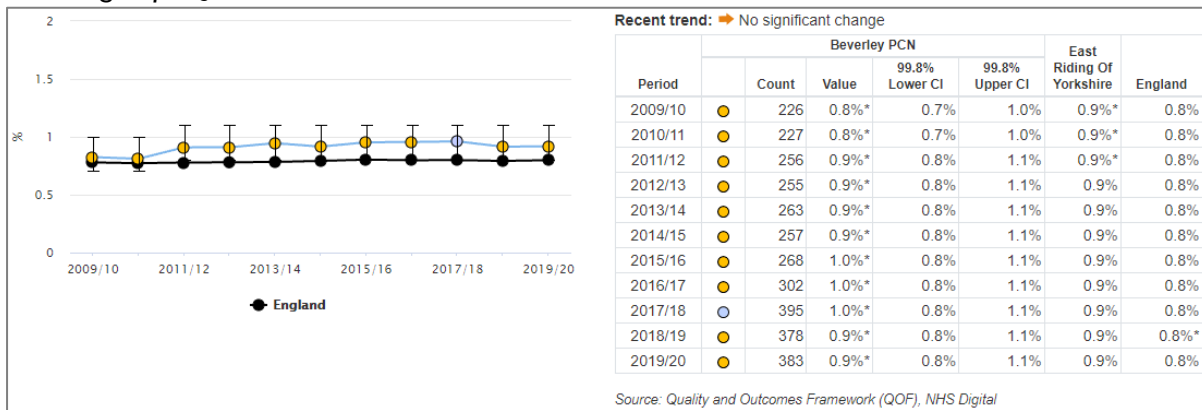 2
1.5
1
0.5
0
%
2009/10 2011/12 2013/14 2015/16 2017/18 2019/20
England
Recent trend: No significant change
Beverley PCN
Period Count Value 99.8% Lower CI 99.8% Upper CI East Riding Of Yorkshire England
2009/10 226 0.8%* 0.7% 1.0% 0.9%* 0.8%
2010/11 227 0.8%* 0.7% 1.0% 0.9%* 0.8%
2011/12 256 0.9%* 0.8% 1.1% 0.9%* 0.8%
2012/13 255 0.9%* 0.8% 1.1% 0.9% 0.8%
2013/14 263 0.9%* 0.8% 1.1% 0.9% 0.8%
2014/15 257 0.9%* 0.8% 1.1% 0.9% 0.8%
2015/16 268 1.0%* 0.8% 1.1% 0.9% 0.8%
2016/17 302 1.0%* 0.8% 1.1% 0.9% 0.8%
2017/18 395 1.0%* 0.8% 1.1% 0.9% 0.8%
2018/19 378 0.9%* 0.8% 1.1% 0.9% 0.8%*
2019/20 383 0.9%* 0.8% 1.1% 0.9% 0.8%
Source: Quality and Outcomes Framework (QOF), NHS Digital